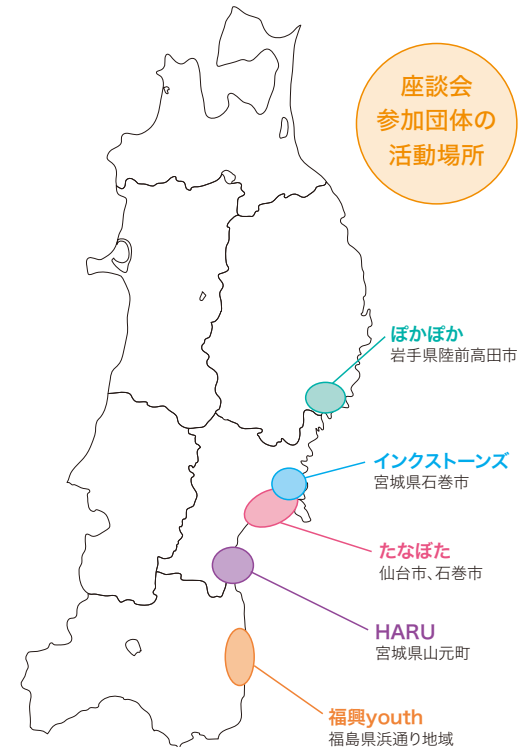 座談会
参加団体の
活動場所
ぽかぽか
岩手県陸前高田市
インクストーンズ
宮城県石巻市
たなぼた
仙台市、石巻市
HARU
宮城県山元町
福興youth
福島県浜通り地域